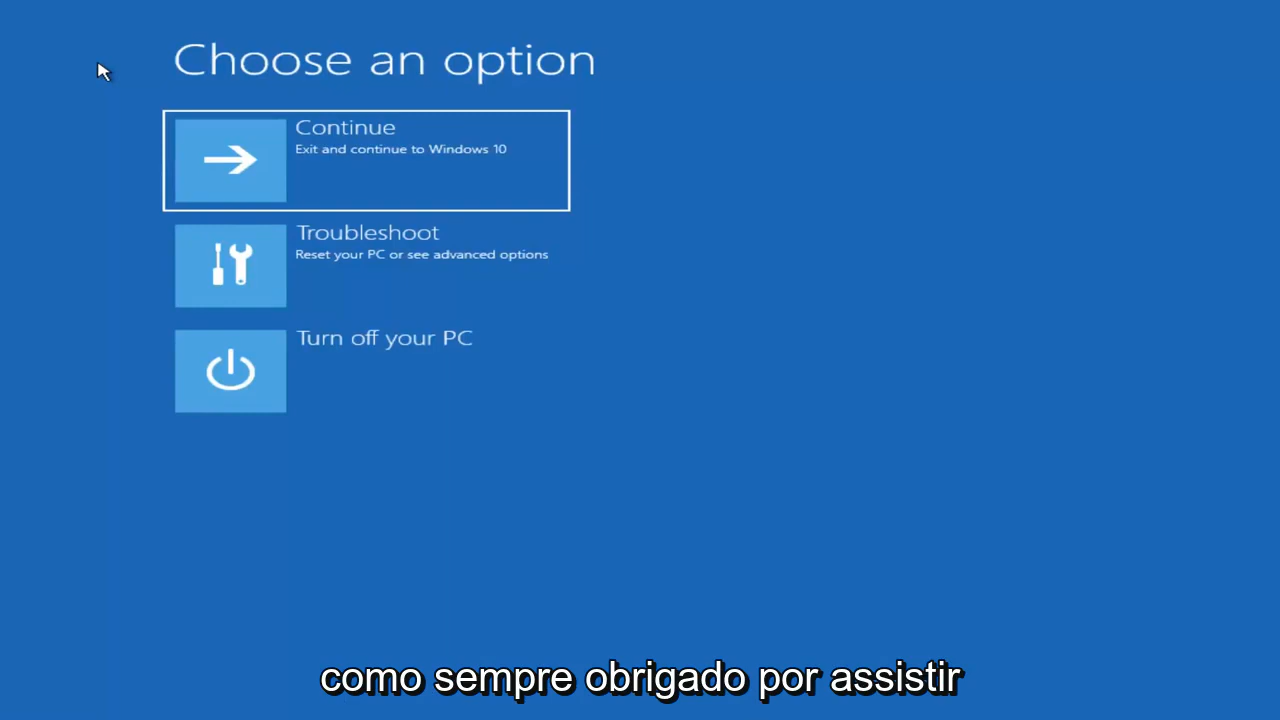 Choose an option
Continue
Exit and continue to Windows 10
Troubleshoot
Reset your PC or see advanced options
Turn off your PC
como sempre obrigado por assistir